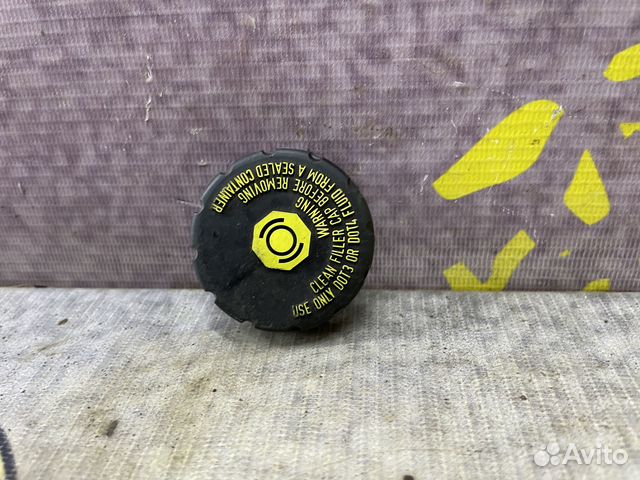 WARNING
CLEAN FILLER CAP BEFORE REMOVING
USE ONLY DOT3 OR DOT4 FLUID FROM A SEALED CONTAINER
Avito